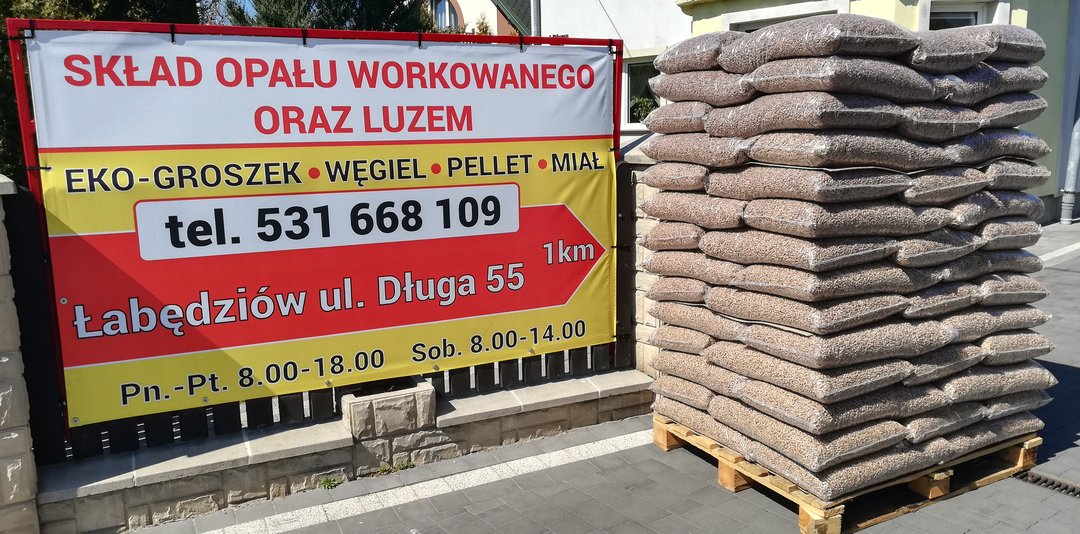 SKŁAD OPAŁU WORKOWANEGO
ORAZ LUZEM
EKO-GROSZEK • WĘGIEL • PELLET • MIAŁ
tel. 531 668 109
1km
Łabędziów ul. Długa 55
Pn.-Pt. 8.00-18.00 Sob. 8.00-14.00